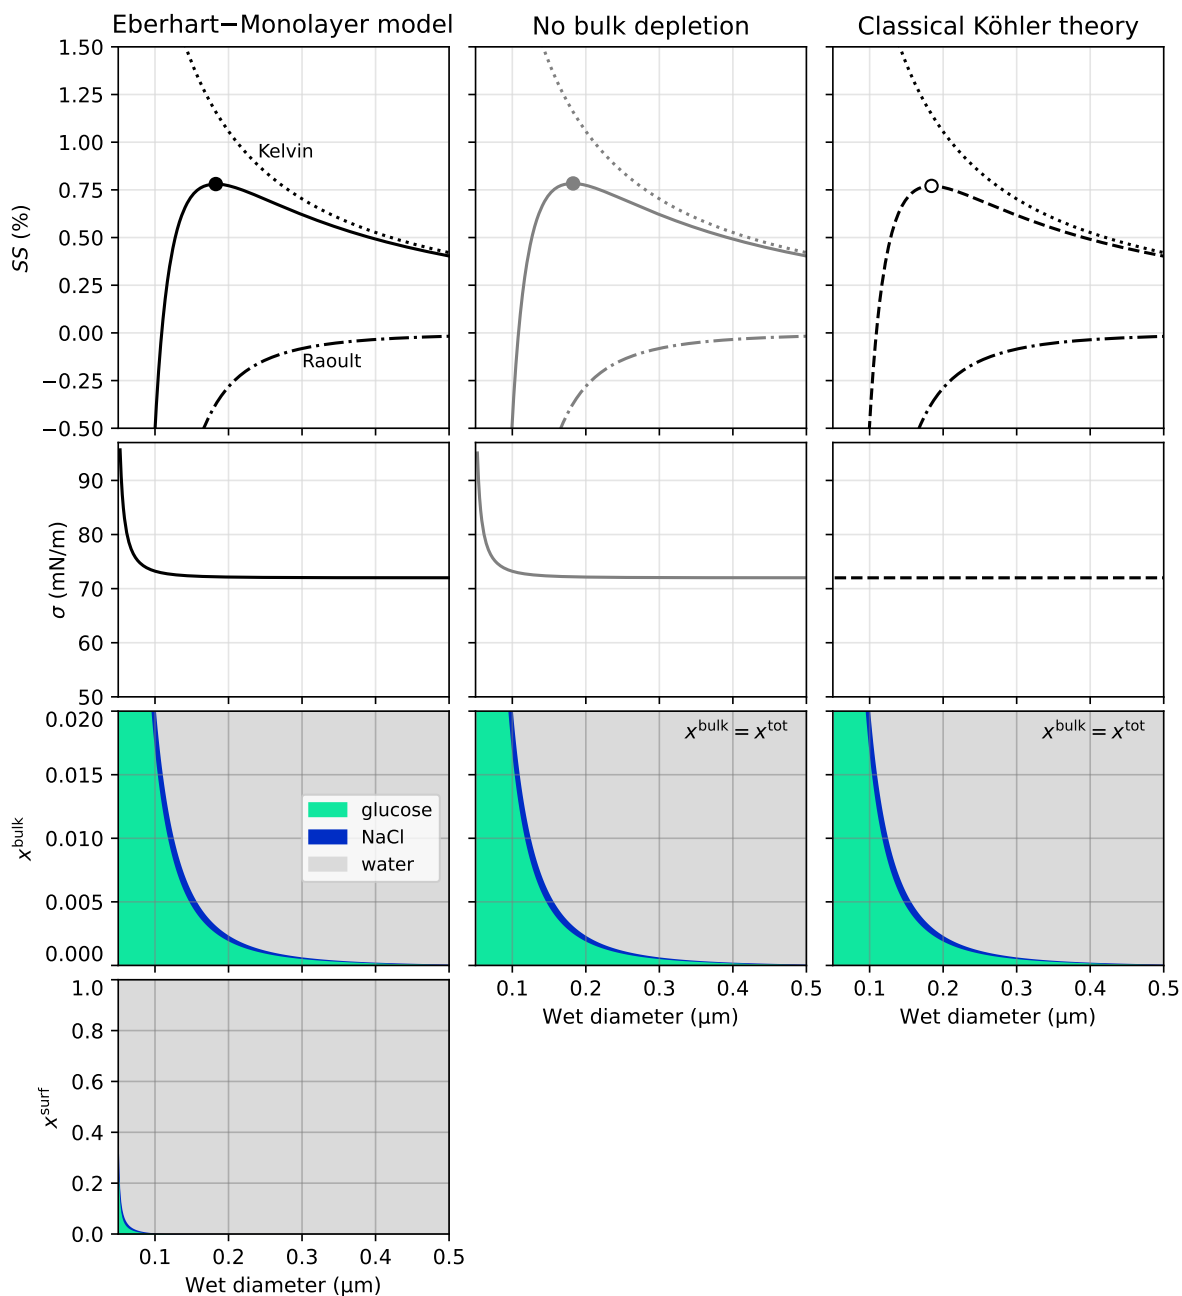 Eberhart−Monolayer model
No bulk depletion
Classical Köhler theory
1.50
1.25
1.00
0.75
0.50
0.25
0.00
−0.25
−0.50
SS (%)
Kelvin
Raoult
90
80
70
60
50
σ (mN/m)
0.020
0.015
0.010
0.005
0.000
x^bulk
glucose
NaCl
water
x^bulk = x^tot
x^bulk = x^tot
0.1 0.2 0.3 0.4 0.5
Wet diameter (μm)
0.1 0.2 0.3 0.4 0.5
Wet diameter (μm)
1.0
0.8
0.6
0.4
0.2
0.0
x^surf
0.1 0.2 0.3 0.4 0.5
Wet diameter (μm)